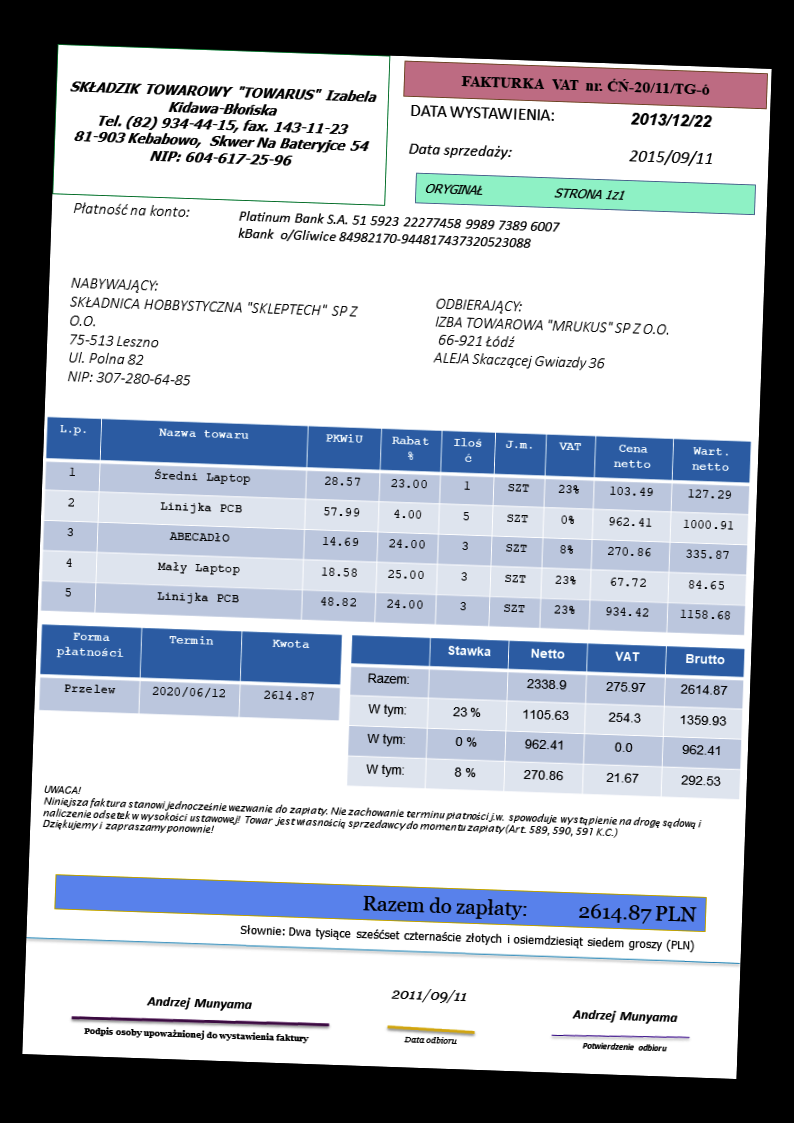 SKŁADZIK TOWAROWY "TOWARUS" Izabela
Kidawa-Błońska
Tel. (82) 934-44-15, fax. 143-11-23
81-903 Kebabowo, Skwer Na Bateryjce 54
NIP: 604-617-25-96
FAKTURKA VAT nr. ĆŃ-20/11/TG-ó
DATA WYSTAWIENIA: 2013/12/22
Data sprzedaży: 2015/09/11
ORYGINAŁ STRONA 1z1
Płatność na konto: Platinum Bank S.A. 51 5923 22277458 9989 7389 6007
kBank o/Gliwice 84982170-944817437320523088
NABYWAJĄCY:
SKŁADNICA HOBBYSTYCZNA "SKLEPTECH" SP Z
O.O.
75-513 Leszno
Ul. Polna 82
NIP: 307-280-64-85
ODBIERAJĄCY:
IZBA TOWAROWA "MRUKUS" SP Z O.O.
66-921 Łódź
ALEJA Skaczącej Gwiazdy 36
L.p. Nazwa towaru PKWiU Rabat % Ilość J.m. VAT Cena netto Wart. netto
1 Średni Laptop 28.57 23.00 1 SZT 23% 103.49 127.29
2 Linijka PCB 57.99 4.00 5 SZT 0% 962.41 1000.91
3 ABECADŁO 14.69 24.00 3 SZT 8% 270.86 335.87
4 Mały Laptop 18.58 25.00 3 SZT 23% 67.72 84.65
5 Linijka PCB 48.82 24.00 3 SZT 23% 934.42 1158.68
Forma płatności Termin Kwota
Przelew 2020/06/12 2614.87
Stawka Netto VAT Brutto
Razem: 2338.9 275.97 2614.87
W tym: 23 % 1105.63 254.3 1359.93
W tym: 0 % 962.41 0.0 962.41
W tym: 8 % 270.86 21.67 292.53
UWAGA!
Niniejsza faktura stanowi jednocześnie wezwanie do zapłaty. Nie zachowanie terminu płatności j.w. spowoduje wystąpienie na drogę sądową i
naliczenie odsetek w wysokości ustawowej! Towar jest własnością sprzedawcy do momentu zapłaty (Art. 589, 590, 591 K.C.)
Dziękujemy i zapraszamy ponownie!
Razem do zapłaty: 2614.87 PLN
Słownie: Dwa tysiące sześćset czternaście złotych i osiemdziesiąt siedem groszy (PLN)
Andrzej Munyama
Podpis osoby upoważnionej do wystawienia faktury
2011/09/11
Data odbioru
Andrzej Munyama
Potwierdzenie odbioru